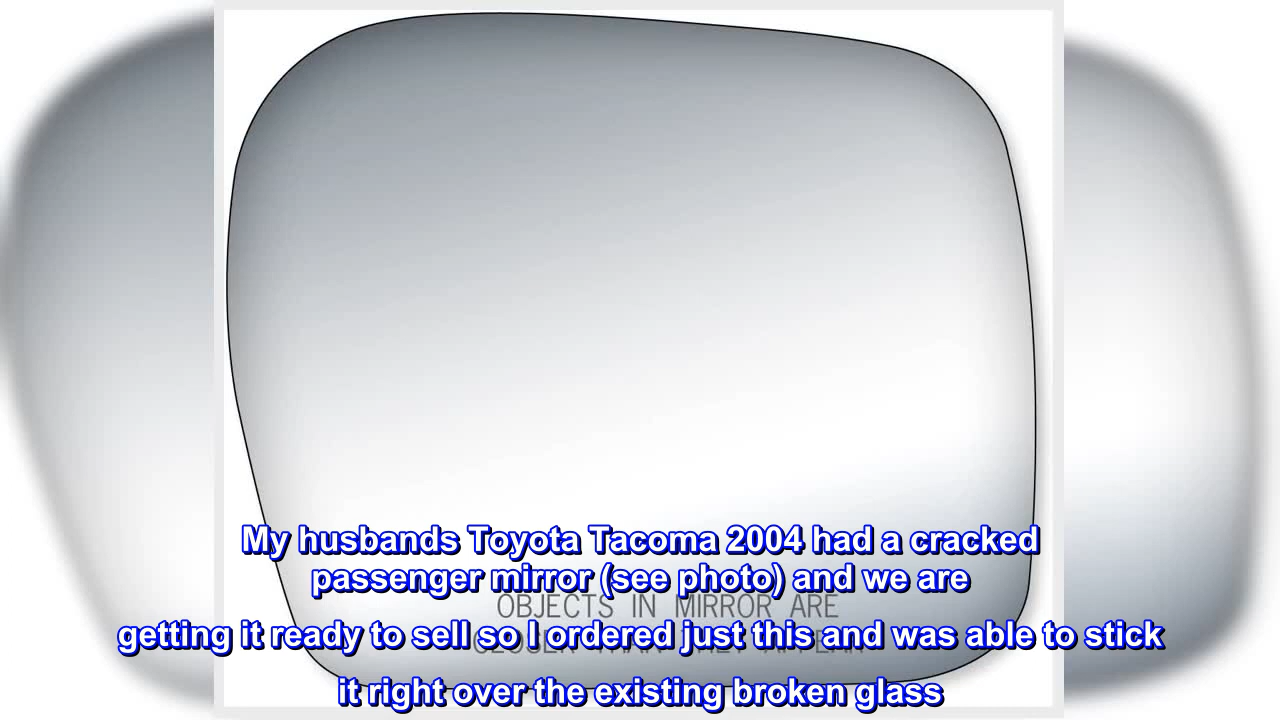 My husbands Toyota Tacoma 2004 had a cracked
passenger mirror (see photo) and we are
OBJECTS IN MIRROR ARE
getting it ready to sell so I ordered just this and was able to stick
it right over the existing broken glass